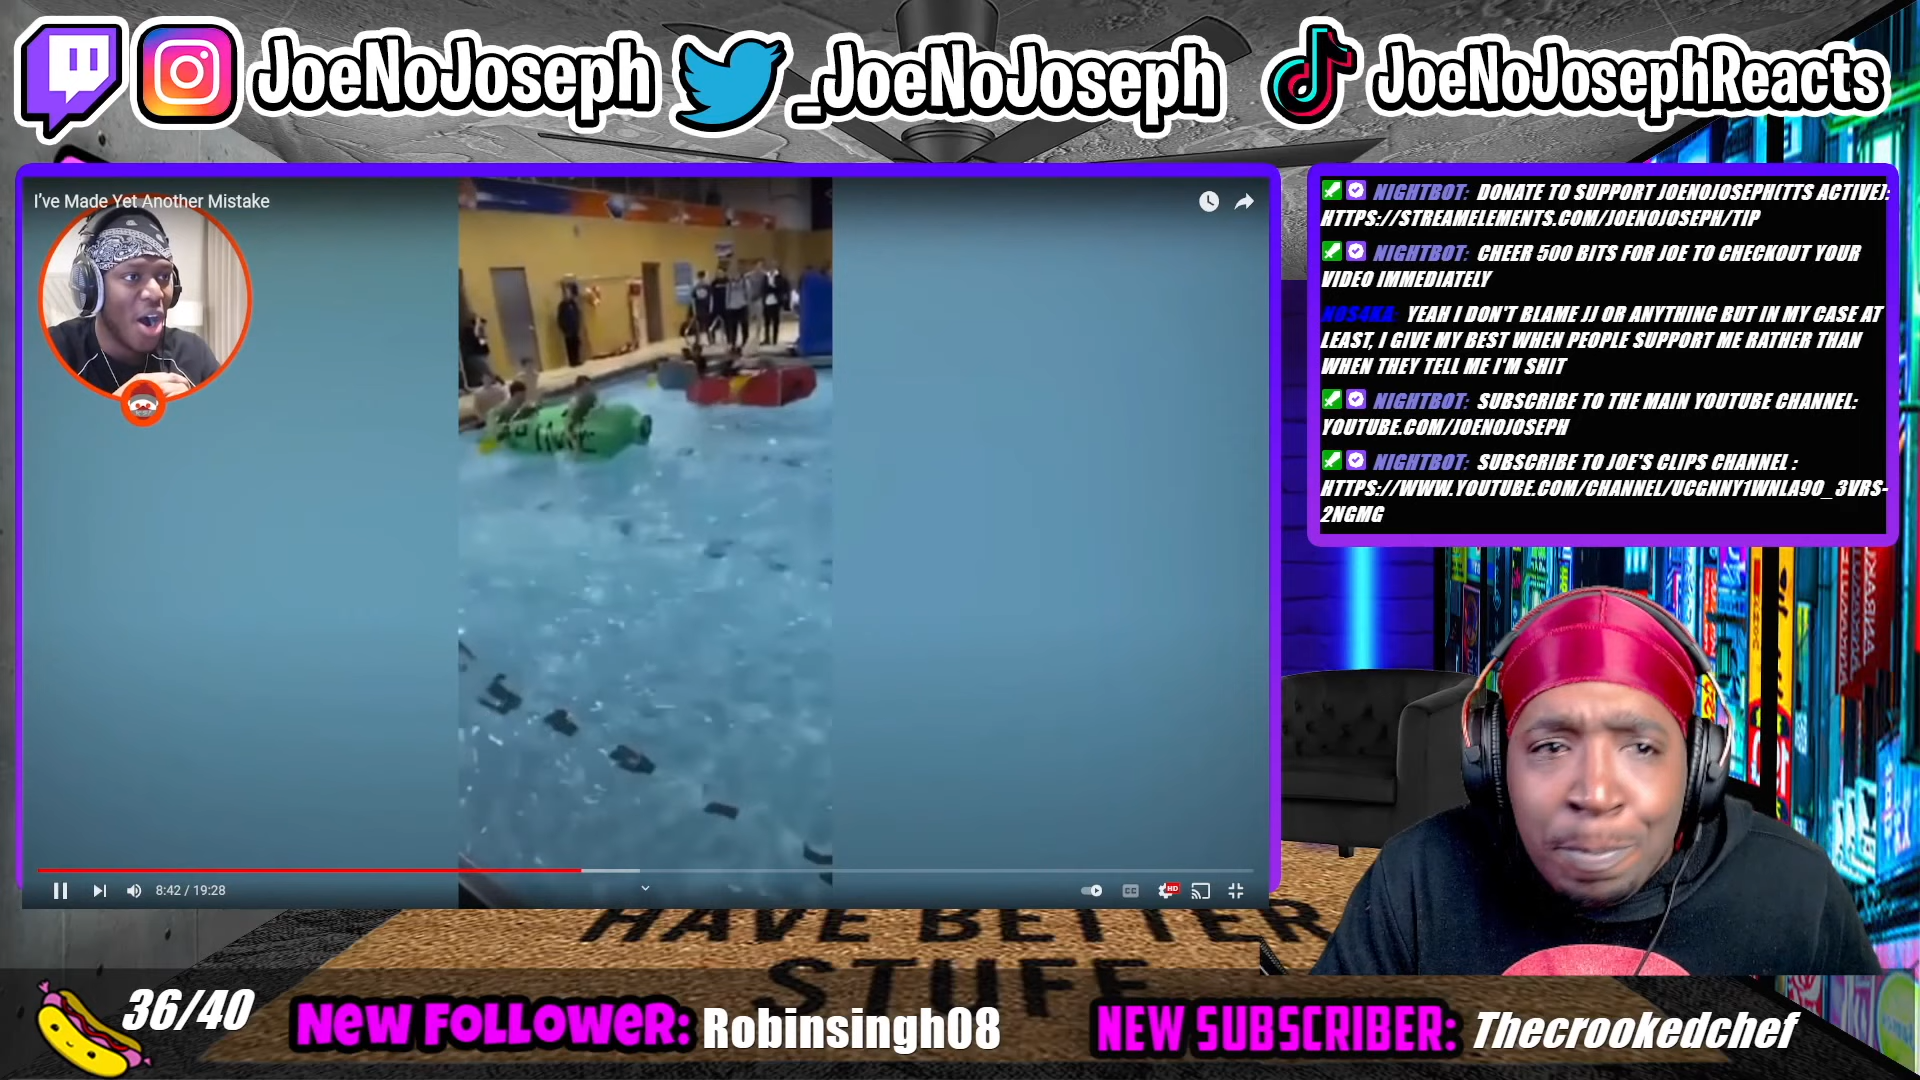 JoeNoJoseph
_JoeNoJoseph
JoeNoJosephReacts
I've Made Yet Another Mistake
NIGHTBOT: DONATE TO SUPPORT JOENOJOSEPH(TTS ACTIVE):
HTTPS://STREAMELEMENTS.COM/JOENOJOSEPH/TIP
NIGHTBOT: CHEER 500 BITS FOR JOE TO CHECKOUT YOUR
VIDEO IMMEDIATELY
NOS4KA: YEAH I DON'T BLAME JJ OR ANYTHING BUT IN MY CASE AT
LEAST, I GIVE MY BEST WHEN PEOPLE SUPPORT ME RATHER THAN
WHEN THEY TELL ME I'M SHIT
NIGHTBOT: SUBSCRIBE TO THE MAIN YOUTUBE CHANNEL:
YOUTUBE.COM/JOENOJOSEPH
NIGHTBOT: SUBSCRIBE TO JOE'S CLIPS CHANNEL :
HTTPS://WWW.YOUTUBE.COM/CHANNEL/UCGNNY1WNLA9O_3VRS-
2NGMG
8:42 / 19:28
CC
HD
HAVE BETTER
STUFF
36/40
NEW FOLLOWER: Robinsingh08
NEW SUBSCRIBER: Thecrookedchef